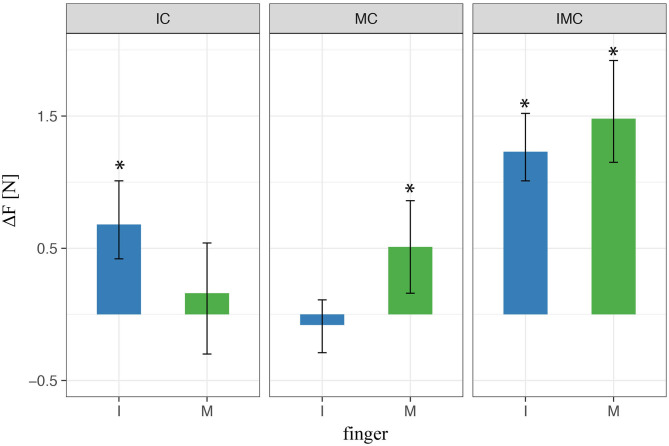 IC MC IMC
* * * * *
1.5
0.5
−0.5
ΔF [N]
I M I M I M
finger